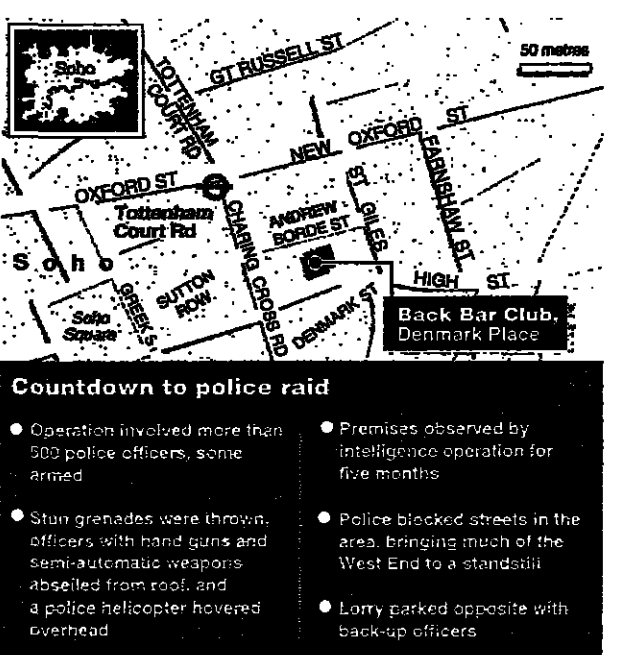 Soho
TOTTENHAM
COURT RD
GT RUSSELL ST
50 metres
NEW OXFORD ST
OXFORD ST
Tottenham
Court Rd
CHARING CROSS RD
ANDREW
BORDE ST
ST GILES
HIGH ST
EARNSHAW ST
Soho
Soho
Square
GREEK S
SUTTON
ROW
DENMARK ST
Back Bar Club,
Denmark Place
Countdown to police raid
Operation involved more than
500 police officers, some
armed
Stun grenades were thrown,
officers with hand guns and
semi-automatic weapons
abseiled from roof, and
a police helicopter hovered
overhead
Premises observed by
intelligence operation for
five months
Police blocked streets in the
area, bringing much of the
West End to a standstill
Lorry parked opposite with
back-up officers